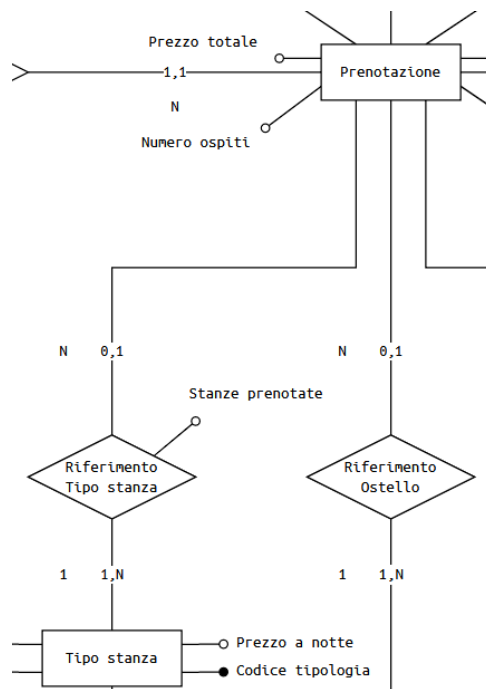 Prezzo totale
Prenotazione
1,1
N
Numero ospiti
N 0,1
N 0,1
Stanze prenotate
Riferimento
Tipo stanza
Riferimento
Ostello
1 1,N
1 1,N
Tipo stanza
Prezzo a notte
Codice tipologia